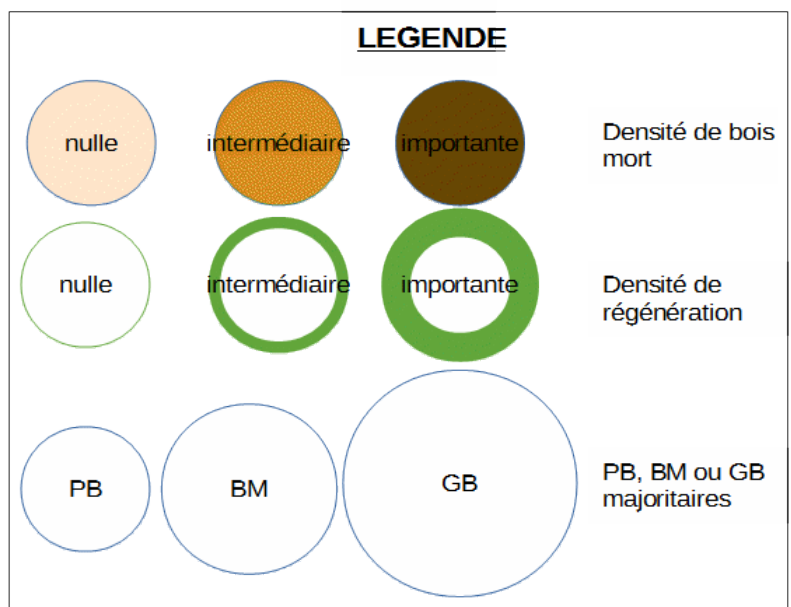 LEGENDE
nulle intermédiaire importante Densité de bois
mort
nulle intermédiaire importante Densité de
régénération
PB BM GB PB, BM ou GB
majoritaires